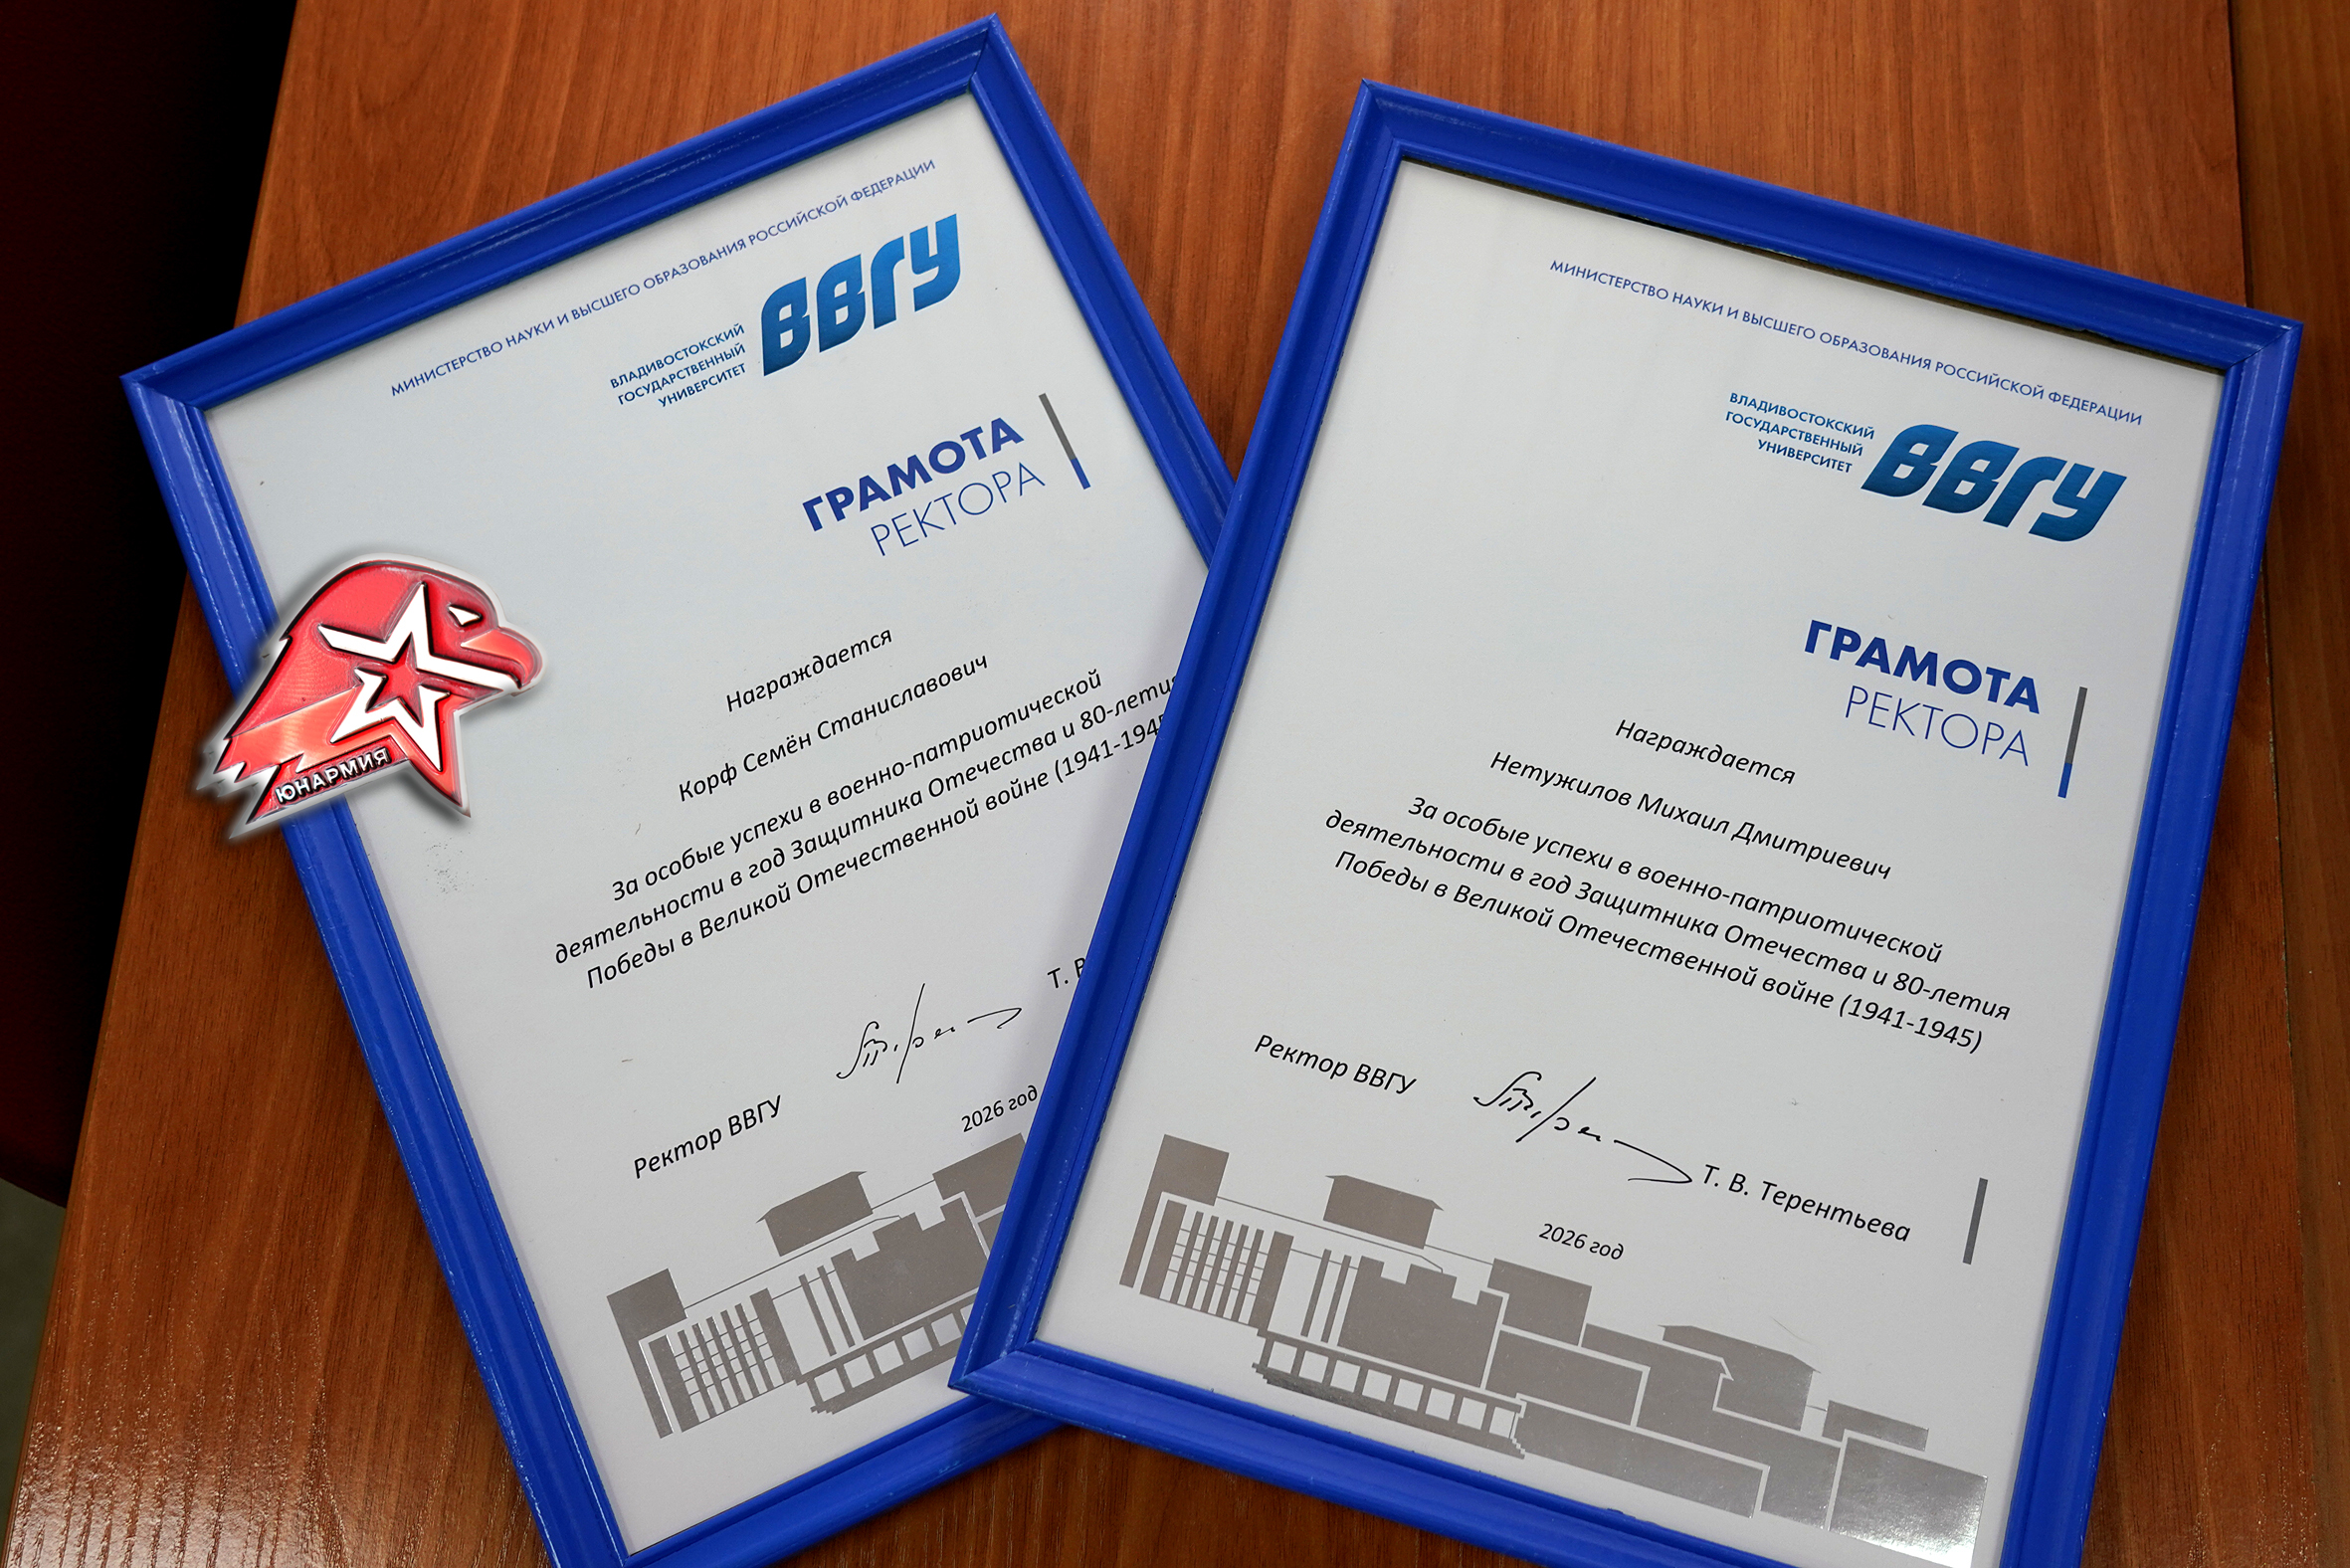 МИНИСТЕРСТВО НАУКИ И ВЫСШЕГО ОБРАЗОВАНИЯ РОССИЙСКОЙ ФЕДЕРАЦИИ
ВЛАДИВОСТОКСКИЙ
ГОСУДАРСТВЕННЫЙ
УНИВЕРСИТЕТ
ВВГУ
ГРАМОТА
РЕКТОРА
Награждается
Корф Семён Станиславович
За особые успехи в военно-патриотической
деятельности в год Защитника Отечества и 80-летия
Победы в Великой Отечественной войне (1941-1945
Ректор ВВГУ
Т. В
2026 год
ЮНАРМИЯ
МИНИСТЕРСТВО НАУКИ И ВЫСШЕГО ОБРАЗОВАНИЯ РОССИЙСКОЙ ФЕДЕРАЦИИ
ВЛАДИВОСТОКСКИЙ
ГОСУДАРСТВЕННЫЙ
УНИВЕРСИТЕТ
ВВГУ
ГРАМОТА
РЕКТОРА
Награждается
Нетужилов Михаил Дмитриевич
За особые успехи в военно-патриотической
деятельности в год Защитника Отечества и 80-летия
Победы в Великой Отечественной войне (1941-1945)
Ректор ВВГУ
Т. В. Терентьева
2026 год